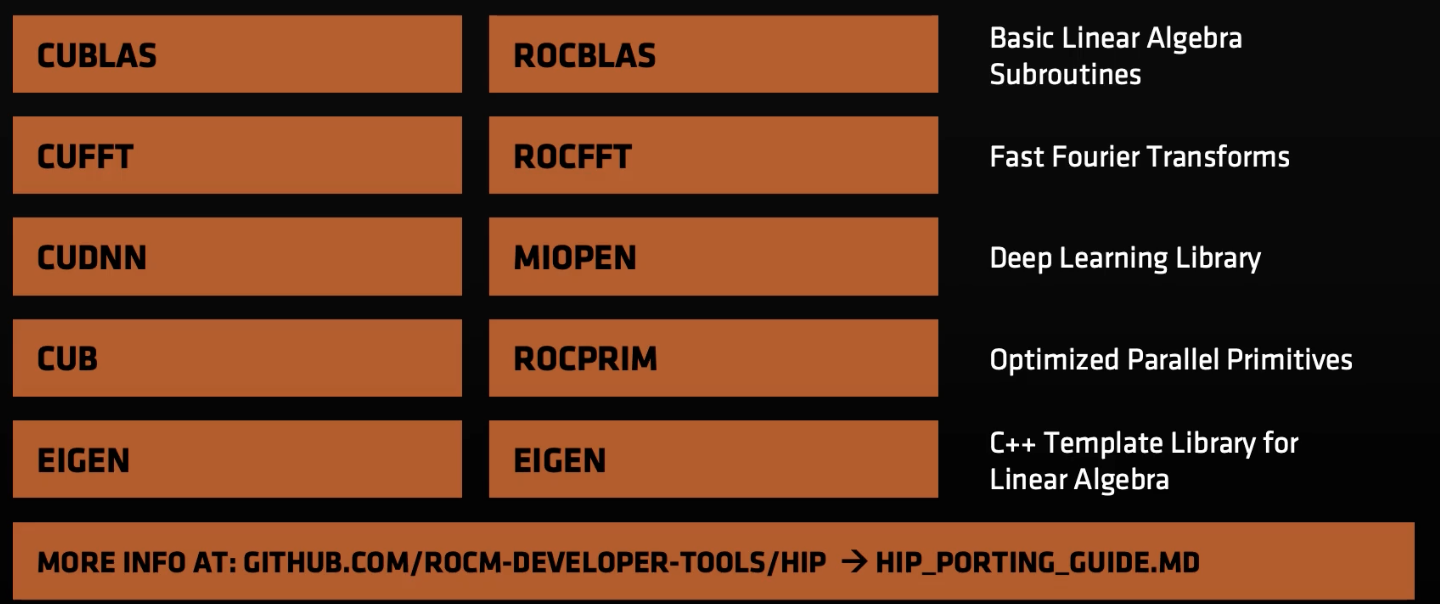 CUBLAS
ROCBLAS
Basic Linear Algebra
Subroutines
CUFFT
ROCFFT
Fast Fourier Transforms
CUDNN
MIOPEN
Deep Learning Library
CUB
ROCPRIM
Optimized Parallel Primitives
EIGEN
EIGEN
C++ Template Library for
Linear Algebra
MORE INFO AT: GITHUB.COM/ROCM-DEVELOPER-TOOLS/HIP → HIP_PORTING_GUIDE.MD